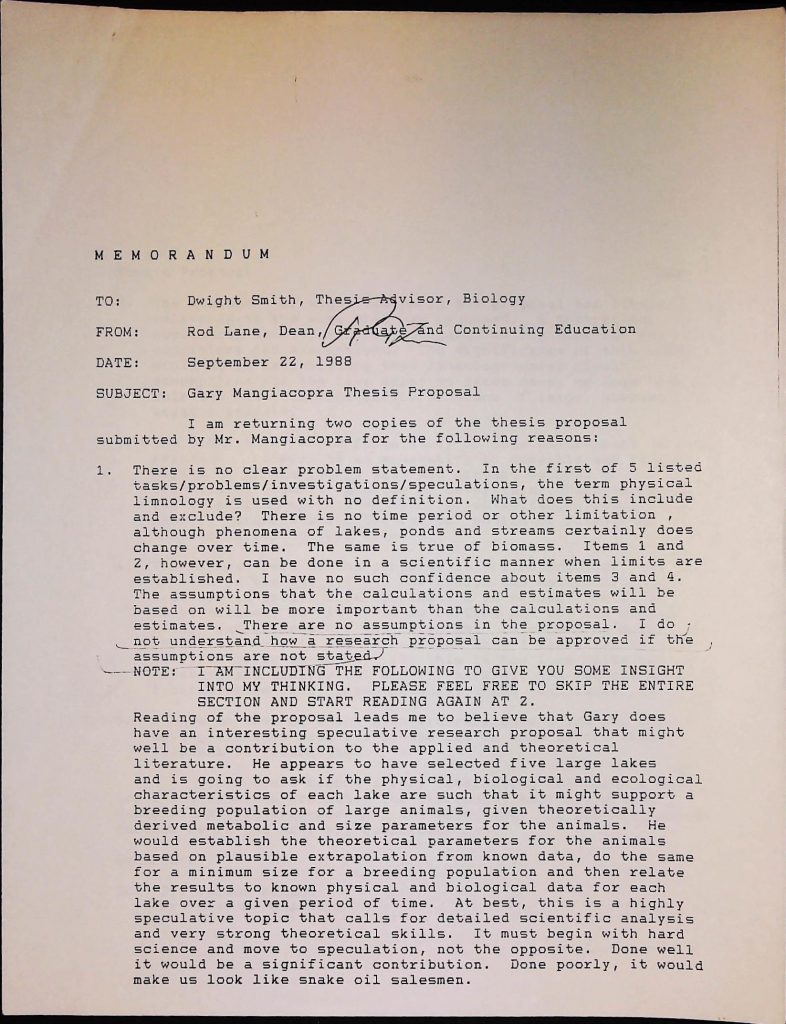 M E M O R A N D U M
TO: Dwight Smith, Thesis Advisor, Biology
FROM: Rod Lane, Dean, Graduate and Continuing Education
DATE: September 22, 1988
SUBJECT: Gary Mangiacopra Thesis Proposal
I am returning two copies of the thesis proposal
submitted by Mr. Mangiacopra for the following reasons:
1. There is no clear problem statement. In the first of 5 listed
tasks/problems/investigations/speculations, the term physical
limnology is used with no definition. What does this include
and exclude? There is no time period or other limitation ,
although phenomena of lakes, ponds and streams certainly does
change over time. The same is true of biomass. Items 1 and
2, however, can be done in a scientific manner when limits are
established. I have no such confidence about items 3 and 4.
The assumptions that the calculations and estimates will be
based on will be more important than the calculations and
estimates. There are no assumptions in the proposal. I do
not understand how a research proposal can be approved if the
assumptions are not stated.
NOTE: I AM INCLUDING THE FOLLOWING TO GIVE YOU SOME INSIGHT
INTO MY THINKING. PLEASE FEEL FREE TO SKIP THE ENTIRE
SECTION AND START READING AGAIN AT 2.
Reading of the proposal leads me to believe that Gary does
have an interesting speculative research proposal that might
well be a contribution to the applied and theoretical
literature. He appears to have selected five large lakes
and is going to ask if the physical, biological and ecological
characteristics of each lake are such that it might support a
breeding population of large animals, given theoretically
derived metabolic and size parameters for the animals. He
would establish the theoretical parameters for the animals
based on plausible extrapolation from known data, do the same
for a minimum size for a breeding population and then relate
the results to known physical and biological data for each
lake over a given period of time. At best, this is a highly
speculative topic that calls for detailed scientific analysis
and very strong theoretical skills. It must begin with hard
science and move to speculation, not the opposite. Done well
it would be a significant contribution. Done poorly, it would
make us look like snake oil salesmen.